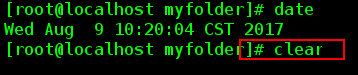 [root@localhost myfolder]# date
Wed Aug  9 10:20:04 CST 2017
[root@localhost myfolder]# clear